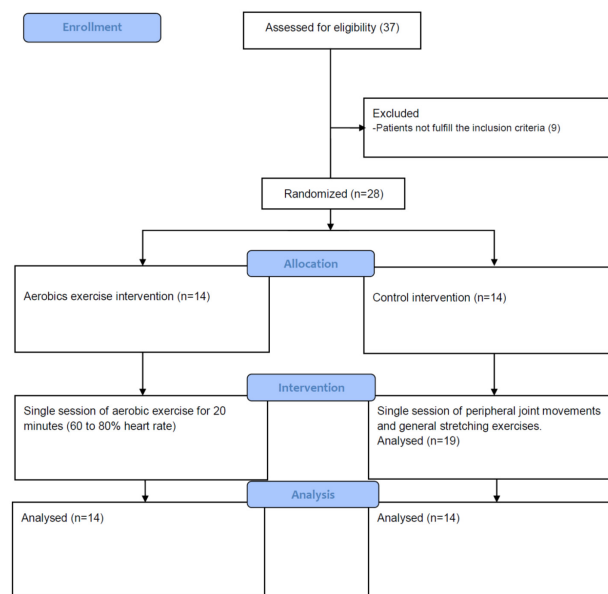 Enrollment
Assessed for eligibility (37)
Excluded
-Patients not fulfill the inclusion criteria (9)
Randomized (n=28)
Allocation
Aerobics exercise intervention (n=14)
Control intervention (n=14)
Intervention
Single session of aerobic exercise for 20
minutes (60 to 80% heart rate)
Single session of peripheral joint movements
and general stretching exercises.
Analysed (n=19)
Analysis
Analysed (n=14)
Analysed (n=14)